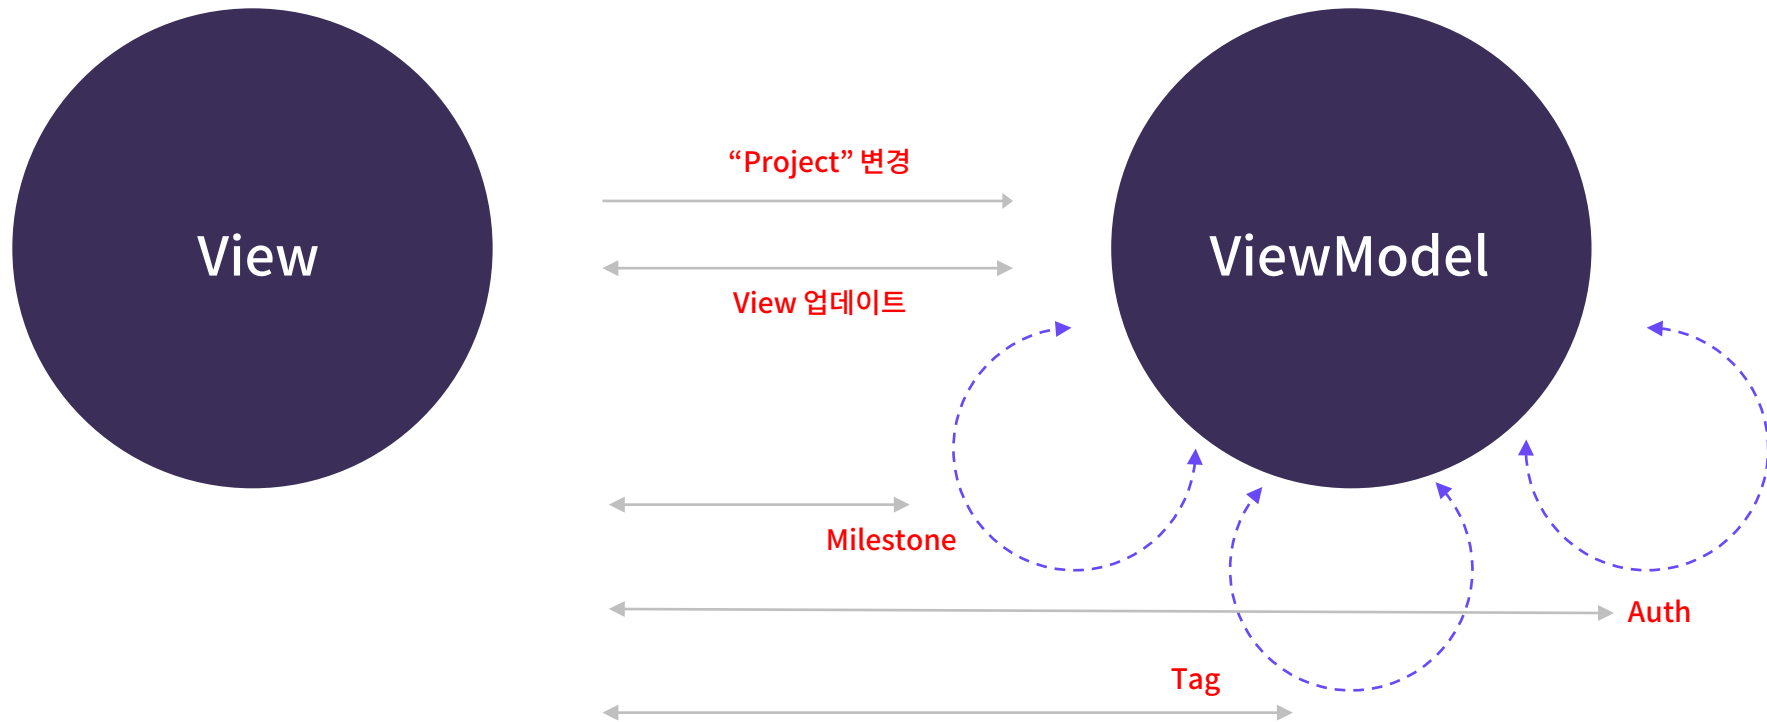 “Project” 변경
View
ViewModel
View 업데이트
Milestone
Auth
Tag